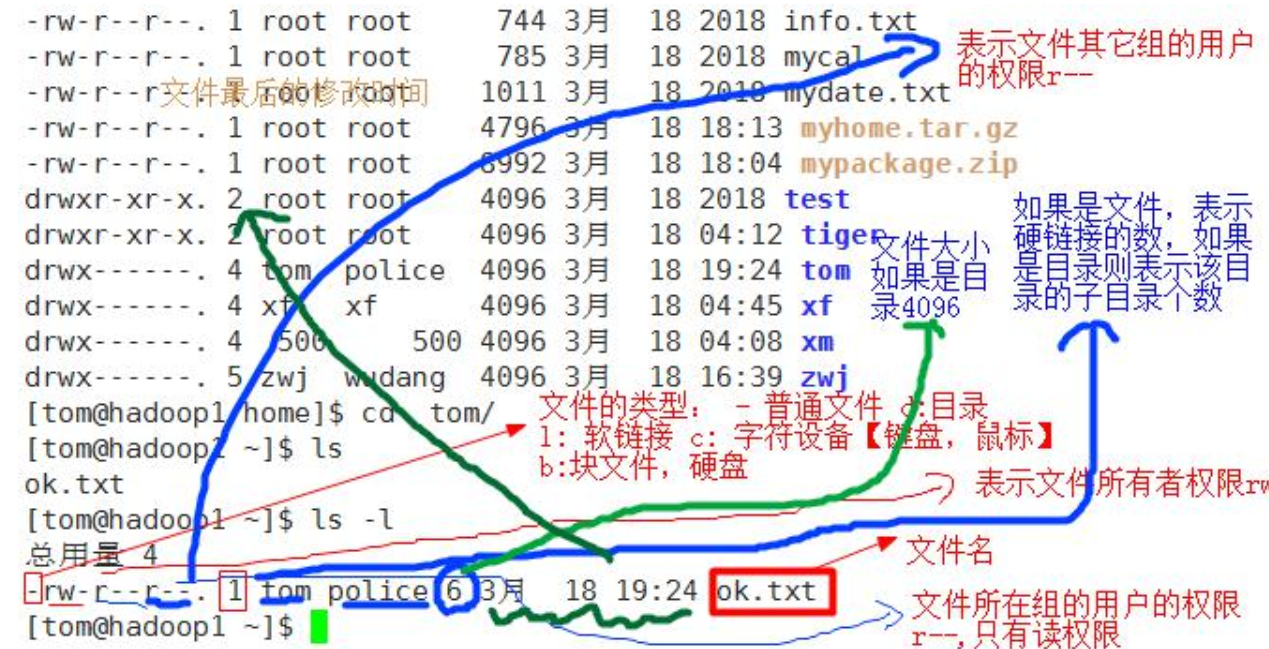 -rw-r--r--. 1 root root 744 3月 18 2018 info.txt
-rw-r--r--. 1 root root 785 3月 18 2018 mycal
表示文件其它组的用户
的权限r--
-rw-r--r--. 1 root root 1011 3月 18 2018 mydate.txt
文件最后的修改时间
-rw-r--r--. 1 root root 4796 3月 18 18:13 myhome.tar.gz
-rw-r--r--. 1 root root 8992 3月 18 18:04 mypackage.zip
drwxr-xr-x. 2 root root 4096 3月 18 2018 test
drwxr-xr-x. 2 root root 4096 3月 18 04:12 tiger
drwx------. 4 tom police 4096 3月 18 19:24 tom
drwx------. 4 xf xf 4096 3月 18 04:45 xf
drwx------. 4 500 500 4096 3月 18 04:08 xm
drwx------. 5 zwj wudang 4096 3月 18 16:39 zwj
文件大小
如果是目
录4096
如果是文件，表示
硬链接的数，如果
是目录则表示该目
录的子目录个数
[tom@hadoop1 home]$ cd tom/
[tom@hadoop1 ~]$ ls
ok.txt
[tom@hadoop1 ~]$ ls -l
文件的类型： - 普通文件 d:目录
l: 软链接 c: 字符设备【键盘，鼠标】
b:块文件，硬盘
表示文件所有者权限rw
总用量 4
文件名
-rw-r--r--. 1 tom police 6 3月 18 19:24 ok.txt
[tom@hadoop1 ~]$
文件所在组的用户的权限
r--,只有读权限